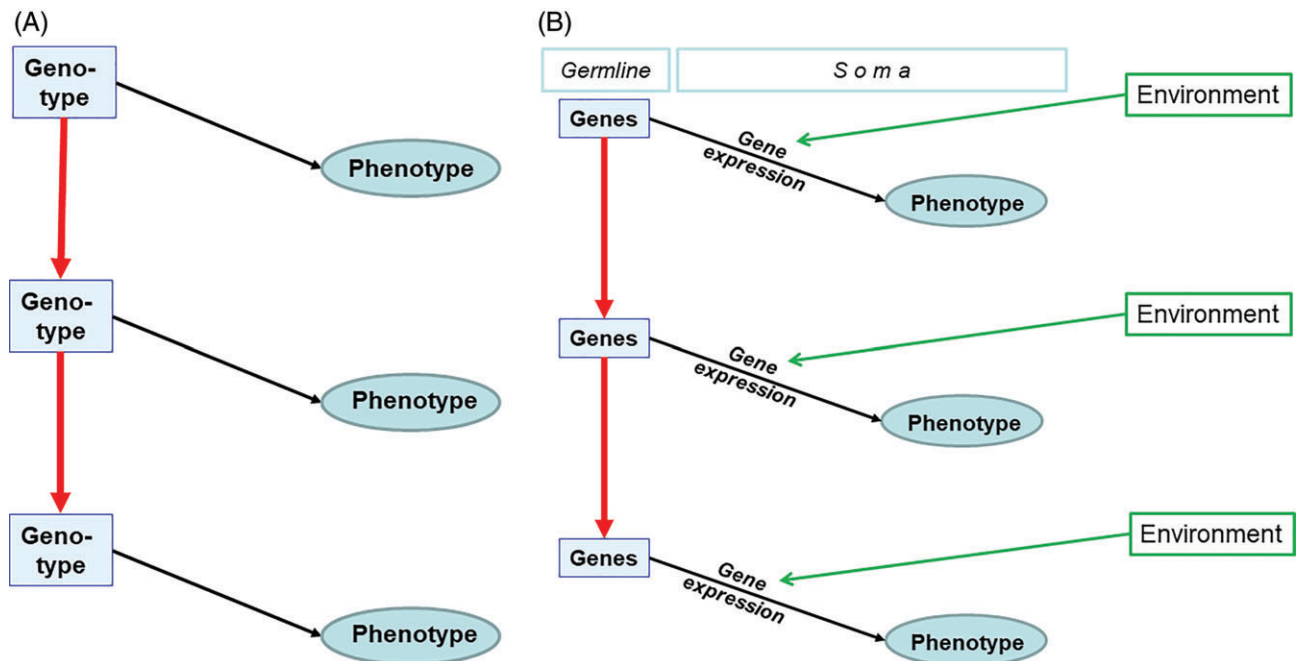 (A)
Geno-
type
Phenotype
Geno-
type
Phenotype
Geno-
type
Phenotype
(B)
Germline
Soma
Environment
Genes
Gene
expression
Phenotype
Environment
Genes
Gene
expression
Phenotype
Environment
Genes
Gene
expression
Phenotype